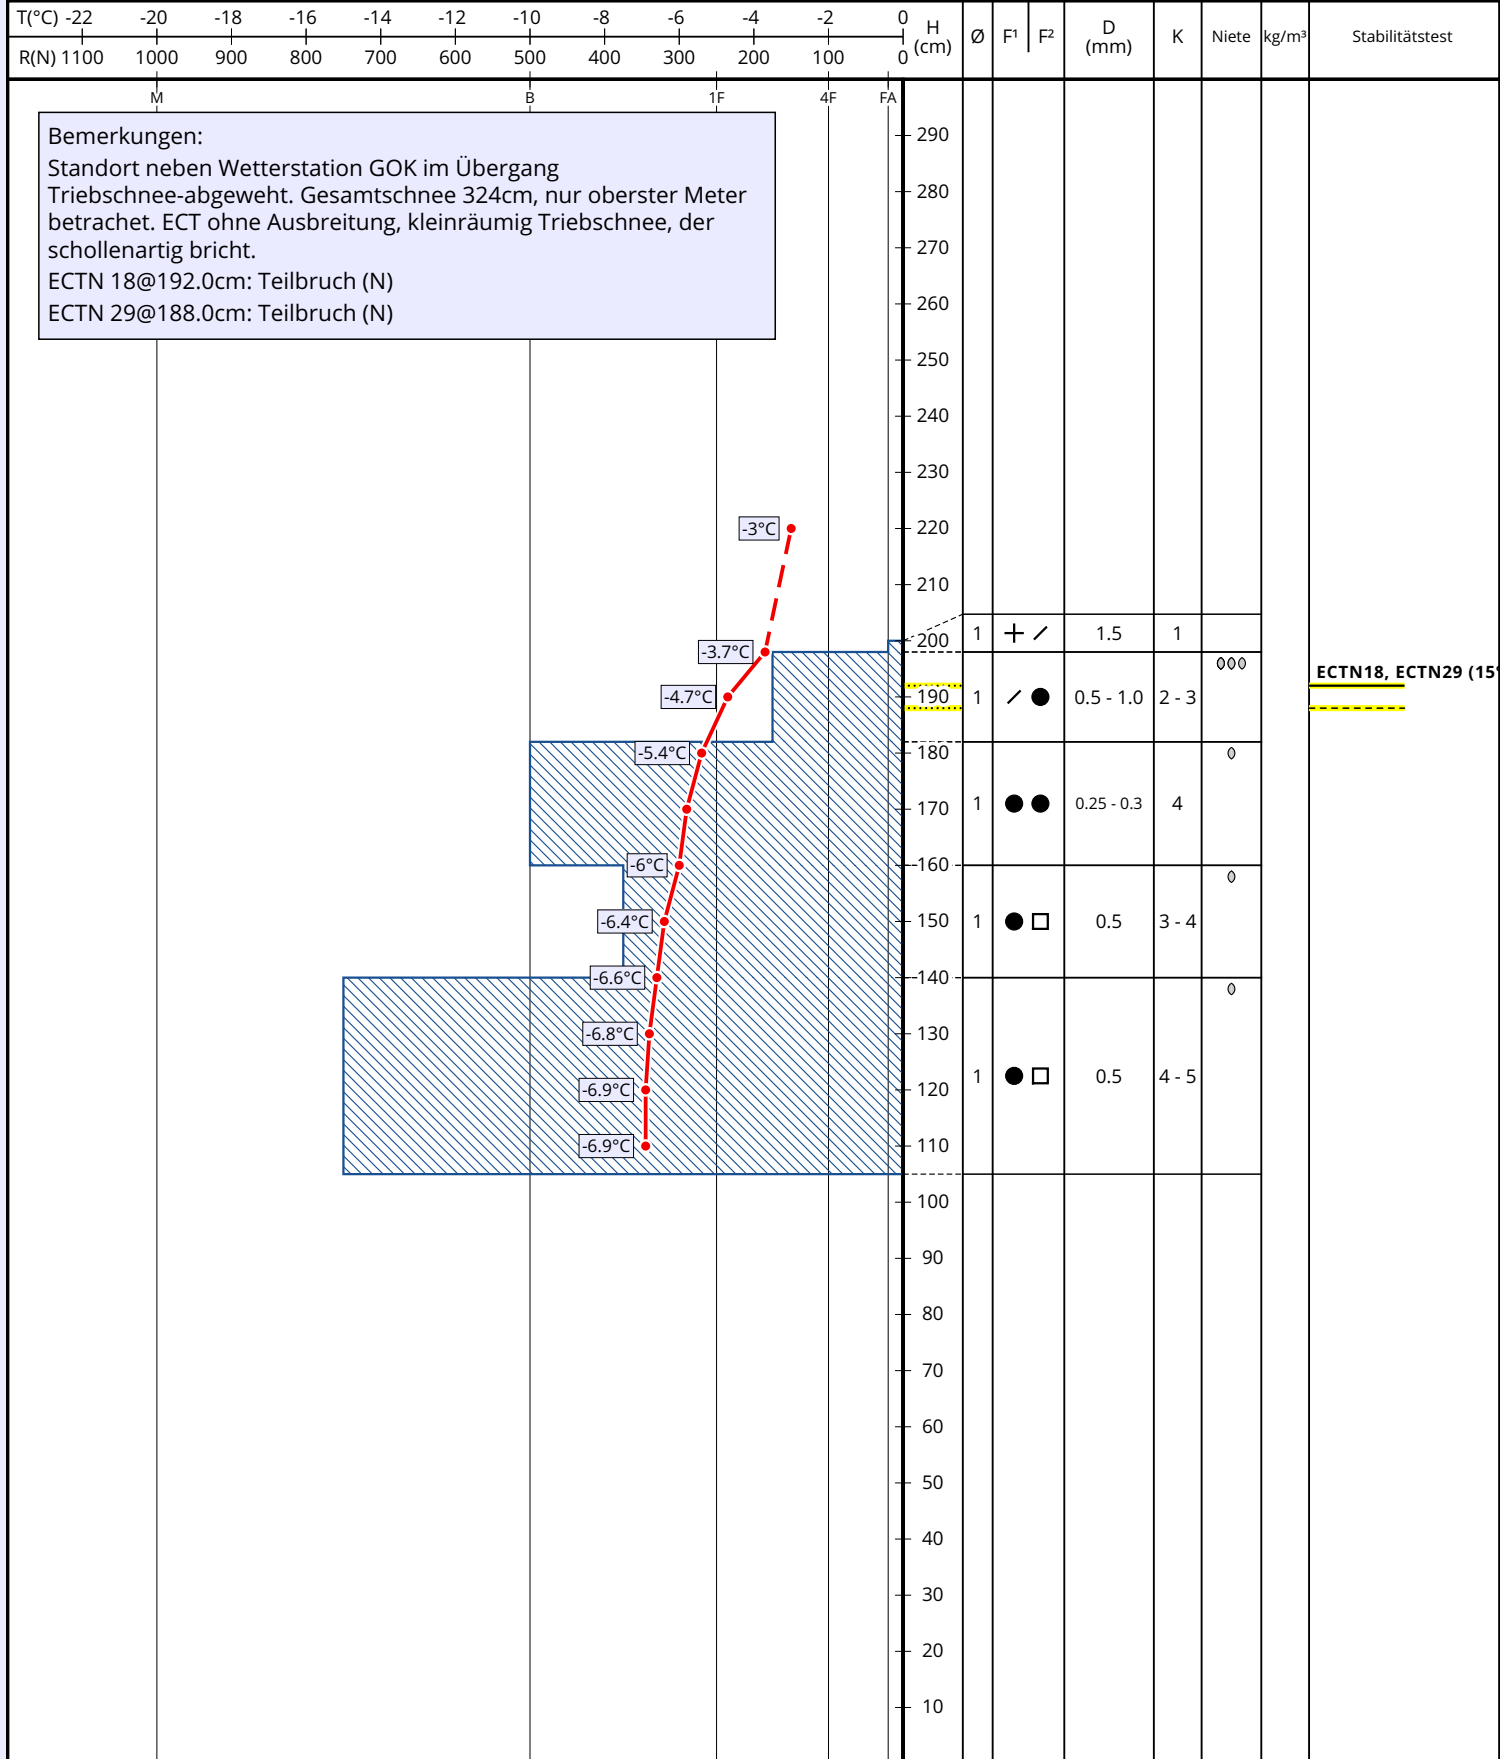 T(°C) -22 -20 -18 -16 -14 -12 -10 -8 -6 -4 -2 0
R(N) 1100 1000 900 800 700 600 500 400 300 200 100 0
H (cm) Ø F¹ F² D (mm) K Niete kg/m³ Stabilitätstest
M B 1F 4F FA
Bemerkungen:
Standort neben Wetterstation GOK im Übergang
Triebschnee-abgeweht. Gesamtschnee 324cm, nur oberster Meter
betrachet. ECT ohne Ausbreitung, kleinräumig Triebschnee, der
schollenartig bricht.
ECTN 18@192.0cm: Teilbruch (N)
ECTN 29@188.0cm: Teilbruch (N)
290
280
270
260
250
240
230
-3°C 220
210
200 1 1.5 1
-3.7°C
ECTN18, ECTN29 (15°
-4.7°C 190 1 0.5 - 1.0 2 - 3
-5.4°C 180
170 1 0.25 - 0.3 4
-6°C 160
-6.4°C 150 1 0.5 3 - 4
-6.6°C 140
-6.8°C 130
1 0.5 4 - 5
-6.9°C 120
-6.9°C 110
100
90
80
70
60
50
40
30
20
10